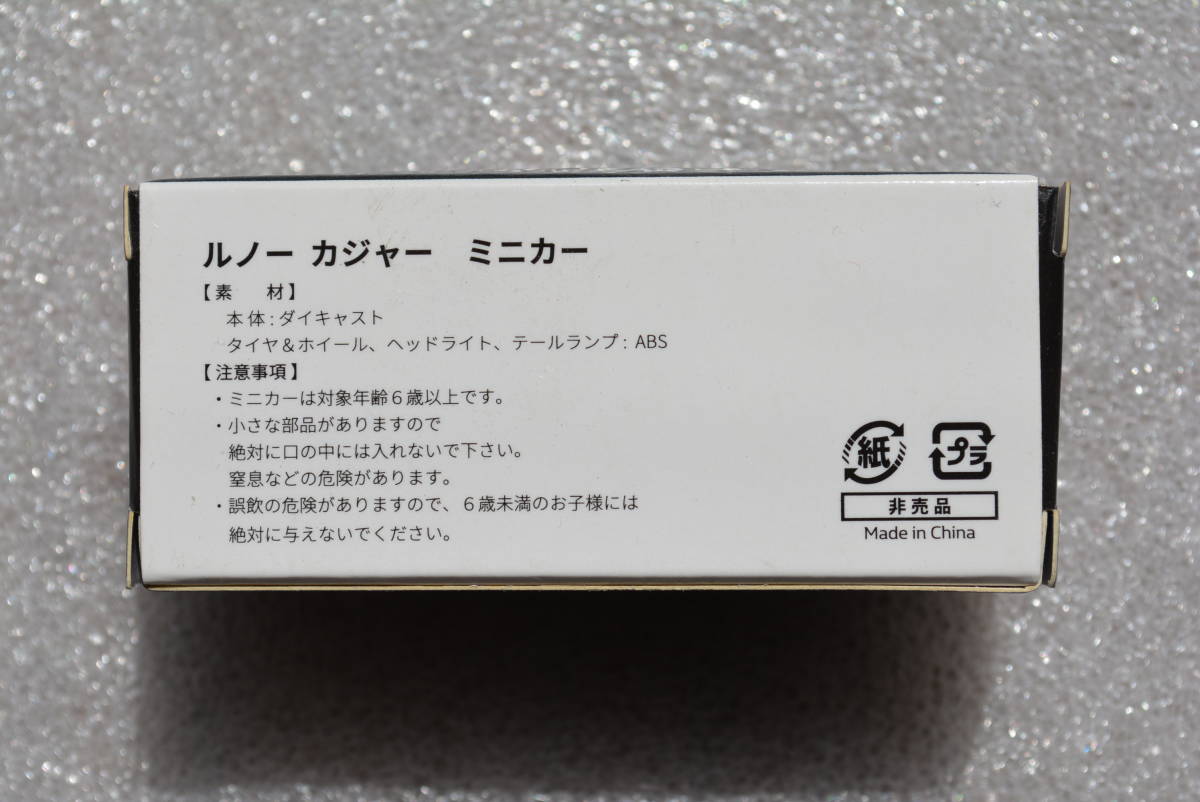 ルノー カジャー　ミニカー
【素　材】
本体：ダイキャスト
タイヤ＆ホイール、ヘッドライト、テールランプ：ABS
【注意事項】
・ミニカーは対象年齢６歳以上です。
・小さな部品がありますので
絶対に口の中には入れないで下さい。
窒息などの危険があります。
・誤飲の危険がありますので、６歳未満のお子様には
絶対に与えないでください。
紙 プラ
非売品
Made in China